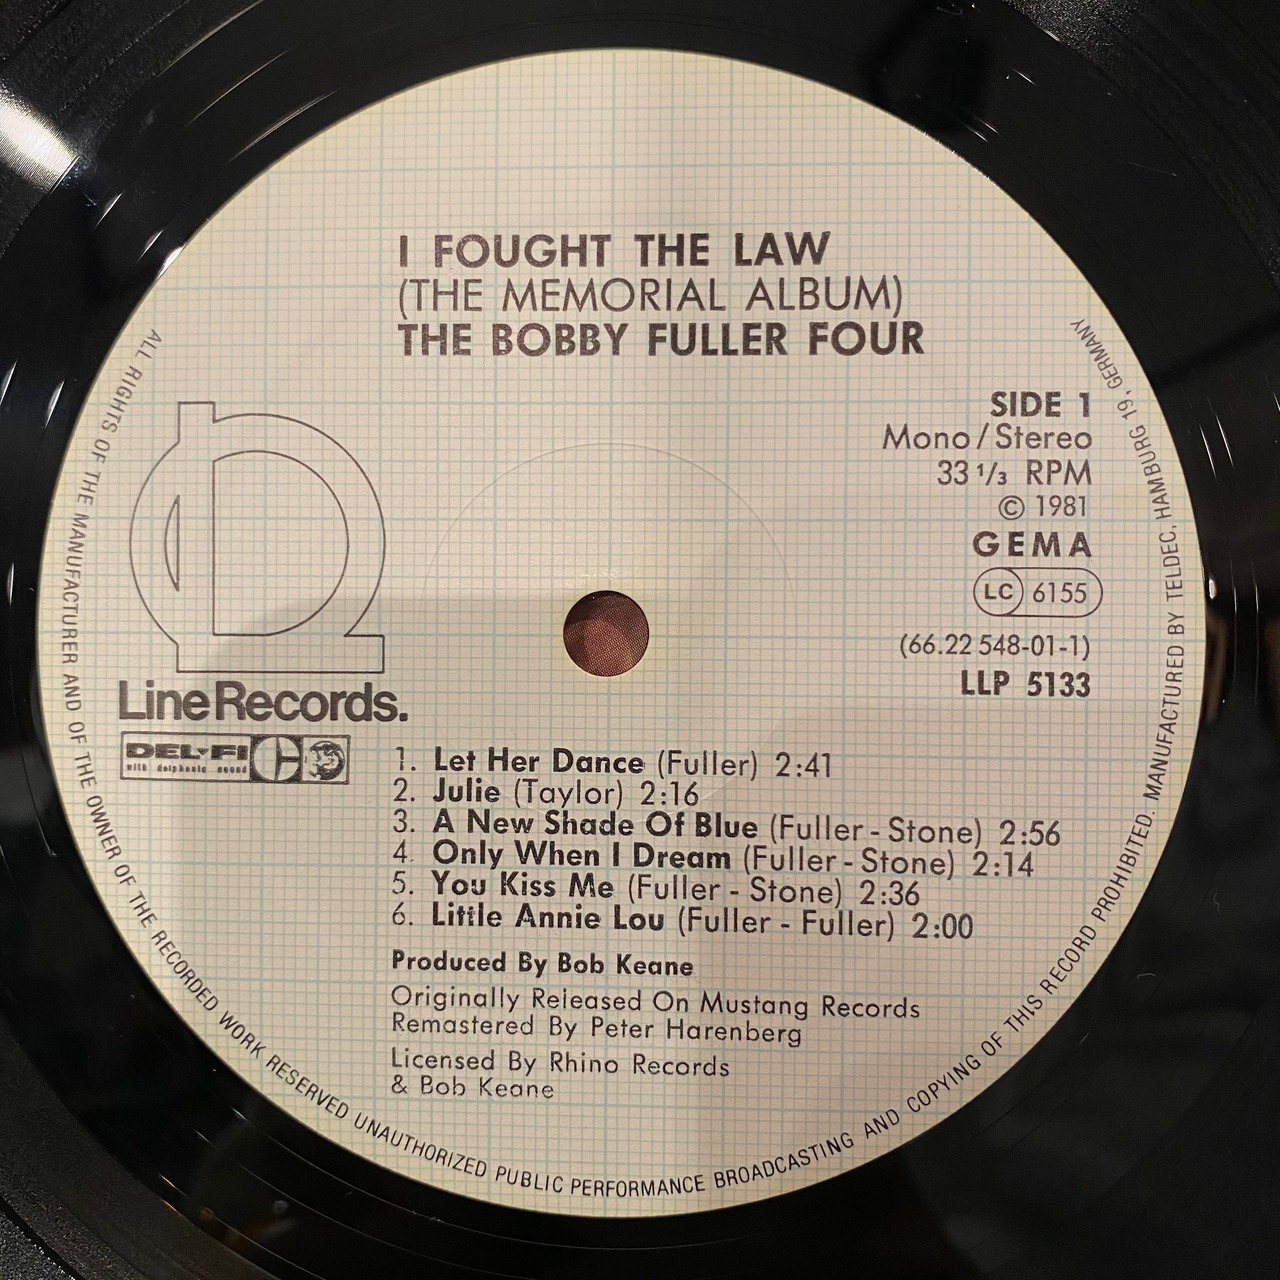 I FOUGHT THE LAW
(THE MEMORIAL ALBUM)
THE BOBBY FULLER FOUR
SIDE 1
Mono / Stereo
33 1/3 RPM
© 1981
GEMA
LC 6155
(66.22 548-01-1)
LLP 5133
Line Records.
DEL-FI
with delphonic sound
1. Let Her Dance (Fuller) 2:41
2. Julie (Taylor) 2:16
3. A New Shade Of Blue (Fuller - Stone) 2:56
4. Only When I Dream (Fuller - Stone) 2:14
5. You Kiss Me (Fuller - Stone) 2:36
6. Little Annie Lou (Fuller - Fuller) 2:00
Produced By Bob Keane
Originally Released On Mustang Records
Remastered By Peter Harenberg
Licensed By Rhino Records
& Bob Keane
ALL RIGHTS OF THE MANUFACTURER AND OF THE OWNER OF THE RECORDED WORK RESERVED UNAUTHORIZED PUBLIC PERFORMANCE BROADCASTING AND COPYING OF THIS RECORD PROHIBITED. MANUFACTURED BY TELDEC, HAMBURG 19, GERMANY